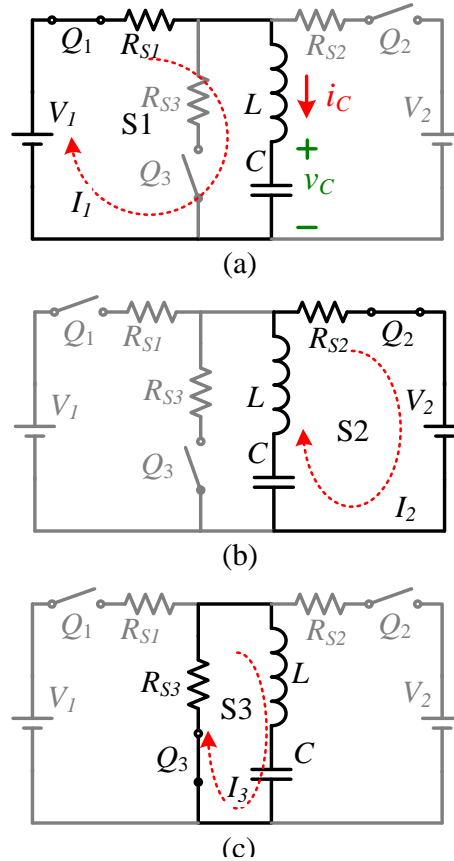 Q1 RS1 RS2 Q2
V1 S1 RS3 L iC V2
Q3 C + vC −
I1
(a)
Q1 RS1 RS2 Q2
V1 RS3 L S2 V2
Q3 C
I2
(b)
Q1 RS1 RS2 Q2
V1 RS3 S3 L V2
Q3 C
I3
(c)